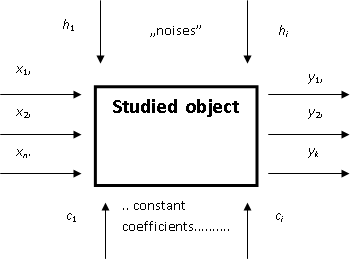 h1 „noises” hi
x1, y1,
Studied object
x2, y2,
xn. yk
c1 .. constant ci
coefficients..........